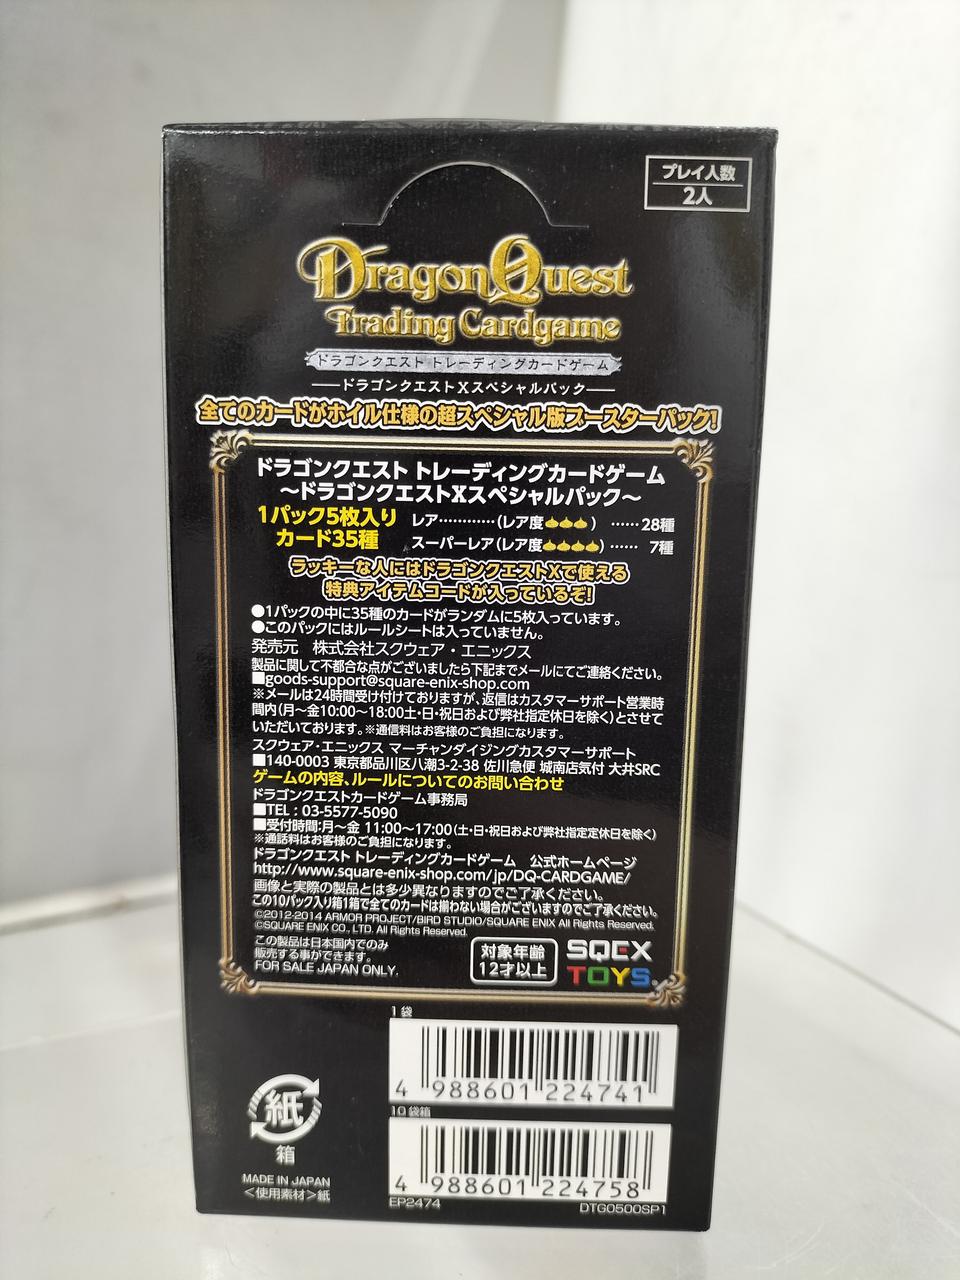 プレイ人数
2人
Dragon Quest
Trading Cardgame
ドラゴンクエスト トレーディングカードゲーム
ドラゴンクエストXスペシャルパック
全てのカードがホイル仕様の超スペシャル版ブースターパック!
ドラゴンクエスト トレーディングカードゲーム
～ドラゴンクエストXスペシャルパック～
1パック5枚入り
カード35種
レア…………(レア度) ……28種
スーパーレア(レア度) …… 7種
ラッキーな人にはドラゴンクエストXで使える
特典アイテムコードが入っているぞ!
●1パックの中に35種のカードがランダムに5枚入っています。
●このパックにはルールシートは入っていません。
発売元 株式会社スクウェア・エニックス
製品に関して不都合な点がございましたら下記までメールにてご連絡ください。
■goods-support@square-enix-shop.com
※メールは24時間受け付けておりますが、返信はカスタマーサポート営業時
間内(月～金10:00～18:00土・日・祝日および弊社指定休日を除く)とさせて
いただいております。※通信料はお客様のご負担になります。
スクウェア・エニックス マーチャンダイジングカスタマーサポート
■140-0003 東京都品川区八潮3-2-38 佐川急便 城南店気付 大井SRC
ゲームの内容、ルールについてのお問い合わせ
ドラゴンクエストカードゲーム事務局
■TEL：03-5577-5090
■受付時間:月～金 11:00～17:00(土・日・祝日および弊社指定定休日を除く)
※通話料はお客様のご負担になります。
ドラゴンクエスト トレーディングカードゲーム 公式ホームページ
http://www.square-enix.com/jp/DQ-CARDGAME/
画像と実際の製品とは多少異なりますのでご了承ください。
この10パック入り箱1箱で全てのカードは揃わない場合がございますのでご了承ください。
©2012-2014 ARMOR PROJECT/BIRD STUDIO/SQUARE ENIX All Rights Reserved.
©SQUARE ENIX CO., LTD. All Rights Reserved.
この製品は日本国内でのみ
販売する事ができます。
FOR SALE JAPAN ONLY.
対象年齢
12才以上
SQEX
TOYS
1 袋
4 988601 224741
10 袋箱
4 988601 224758
EP2474
DTG0500SP1
紙
箱
MADE IN JAPAN
＜使用素材＞紙